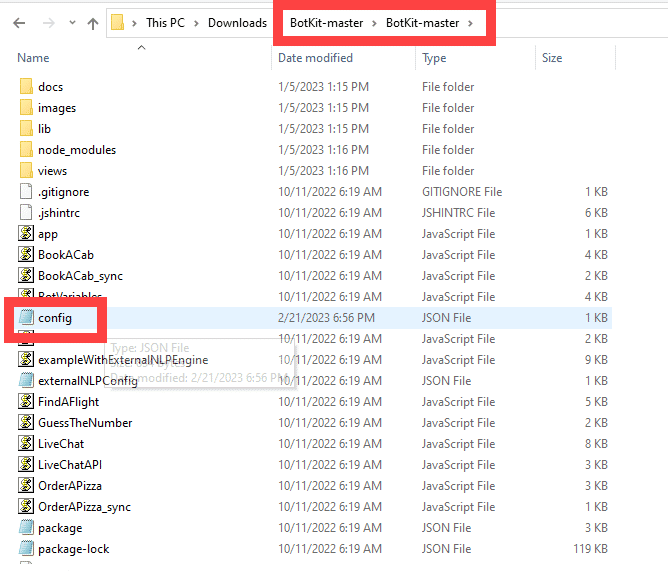 This PC > Downloads > BotKit-master > BotKit-master >
Name Date modified Type Size
docs 1/5/2023 1:15 PM File folder
images 1/5/2023 1:15 PM File folder
lib 1/5/2023 1:15 PM File folder
node_modules 1/5/2023 1:16 PM File folder
views 1/5/2023 1:16 PM File folder
.gitignore 10/11/2022 6:19 AM GITIGNORE File 1 KB
.jshintrc 10/11/2022 6:19 AM JSHINTRC File 6 KB
app 10/11/2022 6:19 AM JavaScript File 1 KB
BookACab 10/11/2022 6:19 AM JavaScript File 4 KB
BookACab_sync 10/11/2022 6:19 AM JavaScript File 2 KB
BotVariables 10/11/2022 6:19 AM JavaScript File 1 KB
config 2/21/2023 6:56 PM JSON File 1 KB
10/11/2022 6:19 AM JavaScript File 2 KB
Type: JSON File
exampleWithExternalNLPEngine 10/11/2022 6:19 AM JavaScript File 9 KB
externalNLPConfig 10/11/2022 6:19 AM JSON File 1 KB
Date modified: 2/21/2023 6:56 PM
FindAFlight 10/11/2022 6:19 AM JavaScript File 5 KB
GuessTheNumber 10/11/2022 6:19 AM JavaScript File 2 KB
LiveChat 10/11/2022 6:19 AM JavaScript File 8 KB
LiveChatAPI 10/11/2022 6:19 AM JavaScript File 3 KB
OrderAPizza 10/11/2022 6:19 AM JavaScript File 3 KB
OrderAPizza_sync 10/11/2022 6:19 AM JavaScript File 1 KB
package 10/11/2022 6:19 AM JSON File 1 KB
package-lock 10/11/2022 6:19 AM JSON File 119 KB